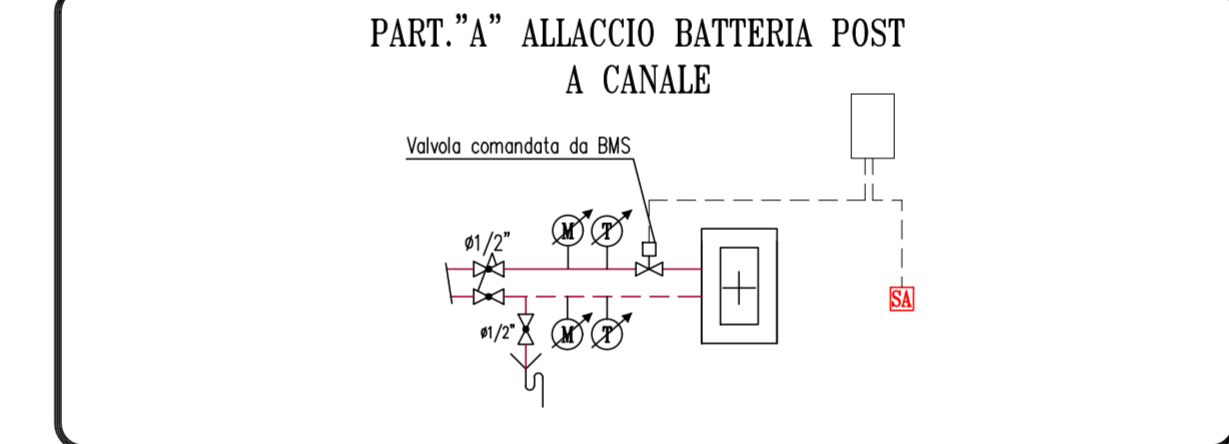 PART."A" ALLACCIO BATTERIA POST
A CANALE
Valvola comandata da BMS
ø1/2"
M
T
ø1/2"
M
T
SA